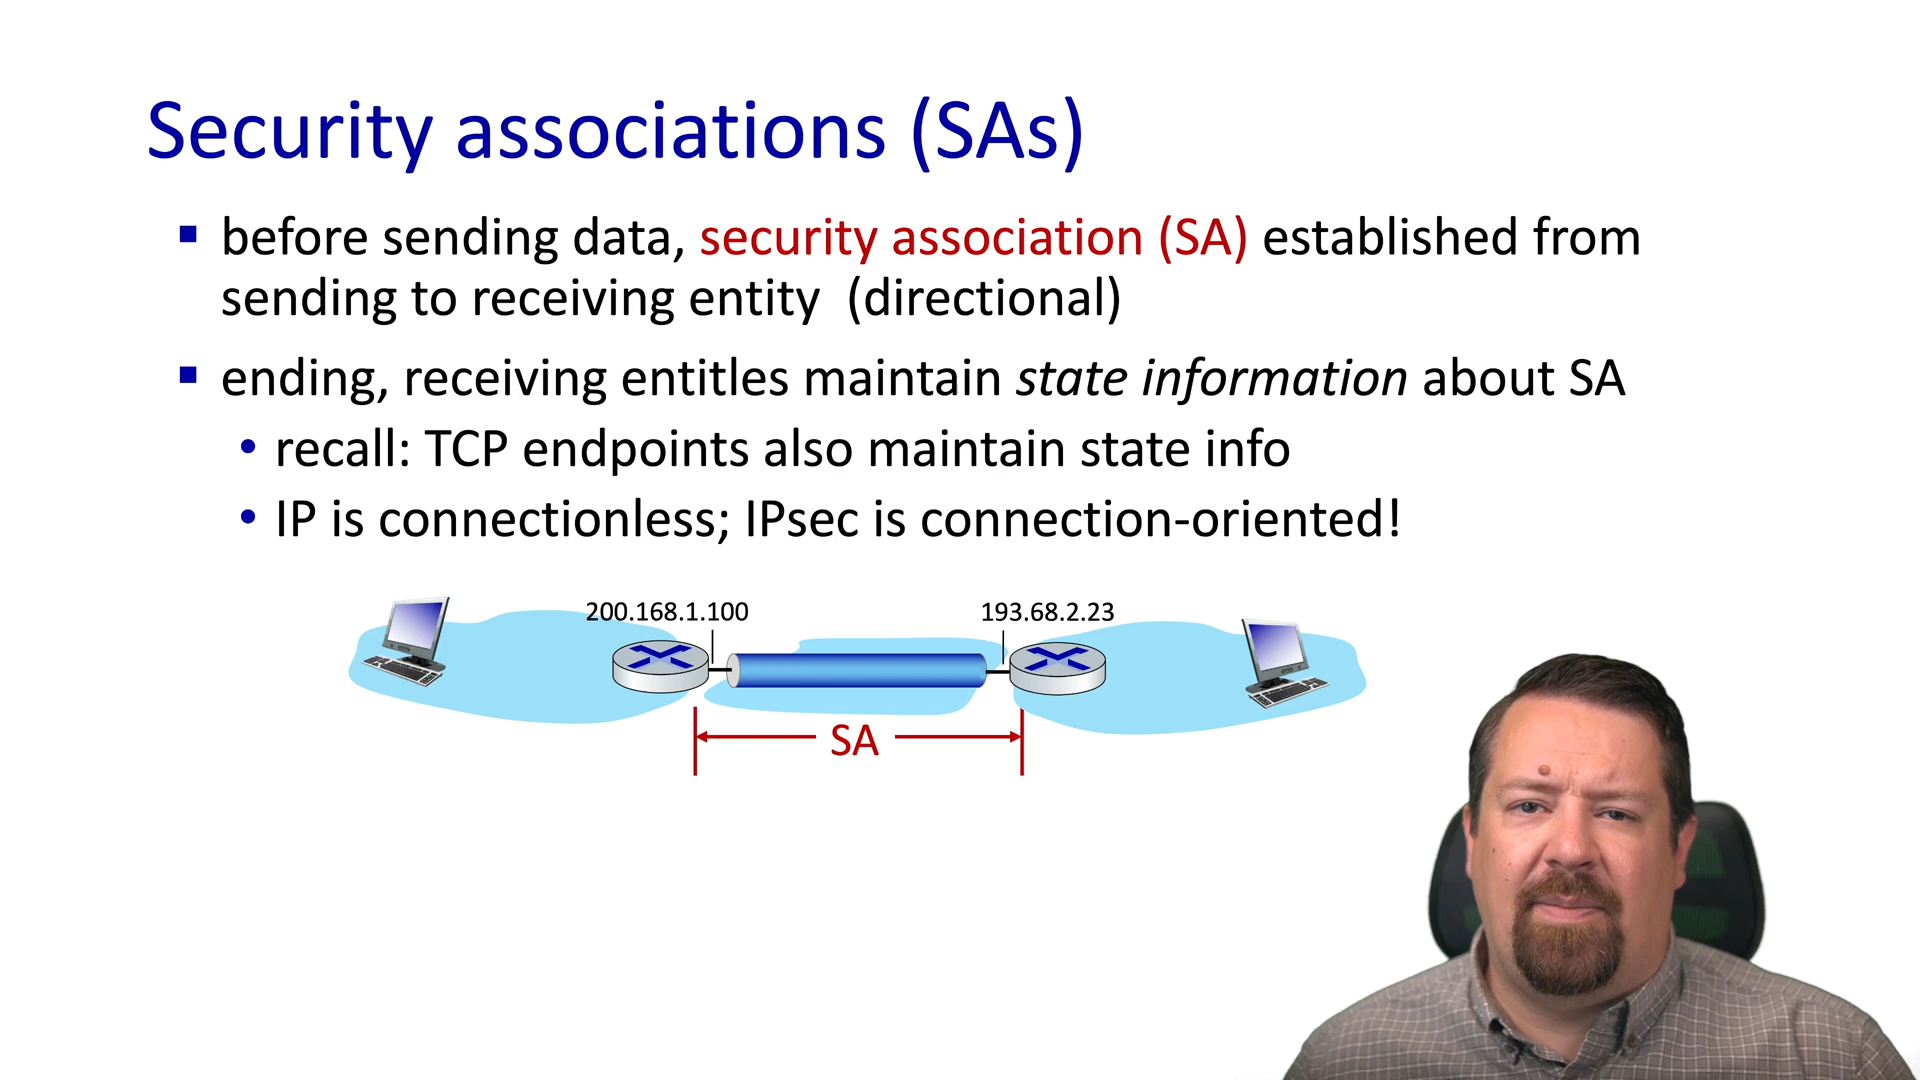 Security associations (SAs)
before sending data, security association (SA) established from
sending to receiving entity (directional)
ending, receiving entitles maintain state information about SA
recall: TCP endpoints also maintain state info
IP is connectionless; IPsec is connection-oriented!
200.168.1.100
193.68.2.23
SA